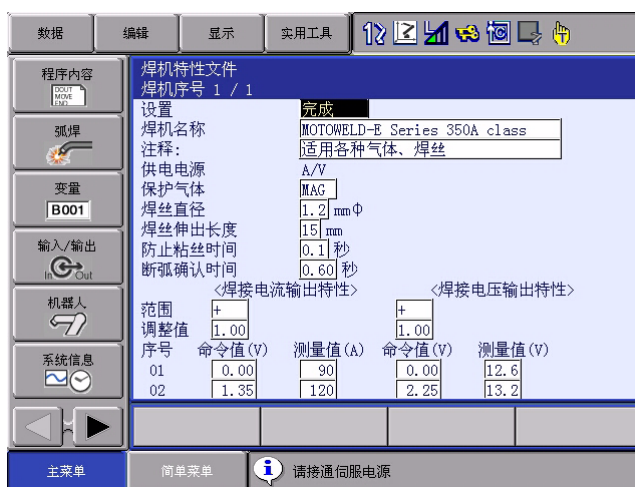 数据 编辑 显示 实用工具
程序内容
DOUT
MOVE
END
弧焊
变量
B001
输入/输出
In Out
机器人
系统信息
焊机特性文件
焊机序号 1 / 1
设置 完成
焊机名称 MOTOWELD-E Series 350A class
注释: 适用各种气体、焊丝
供电电源 A/V
保护气体 MAG
焊丝直径 1.2 mmΦ
焊丝伸出长度 15 mm
防止粘丝时间 0.1 秒
断弧确认时间 0.60 秒
<焊接电流输出特性> <焊接电压输出特性>
范围 + +
调整值 1.00 1.00
序号 命令值(V) 测量值(A) 命令值(V) 测量值(V)
01 0.00 90 0.00 12.6
02 1.35 120 2.25 13.2
主菜单 简单菜单 请接通伺服电源